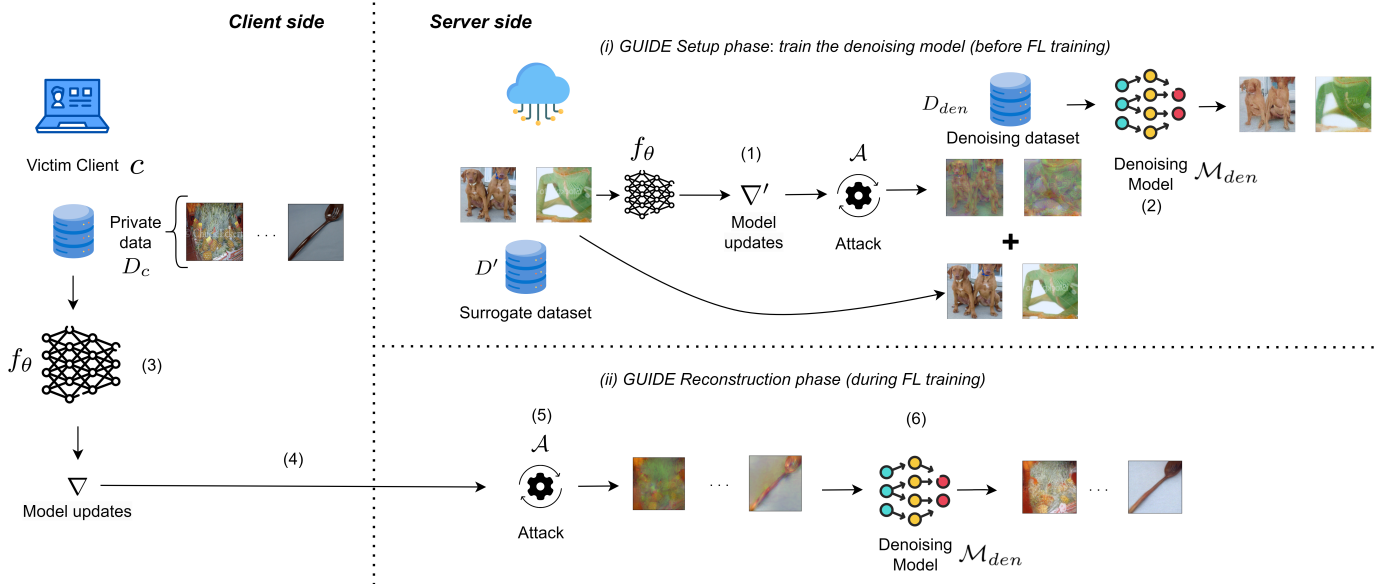 Client side
Server side
(i) GUIDE Setup phase: train the denoising model (before FL training)
Victim Client c
Private
data
D_c
. . .
f_θ
(3)
∇
Model updates
(4)
D′
Surrogate dataset
f_θ
(1)
∇′
Model
updates
𝒜
Attack
D_den
Denoising dataset
+
Denoising
Model
ℳ_den
(2)
(ii) GUIDE Reconstruction phase (during FL training)
(5)
𝒜
Attack
. . .
(6)
Denoising
Model
ℳ_den
. . .